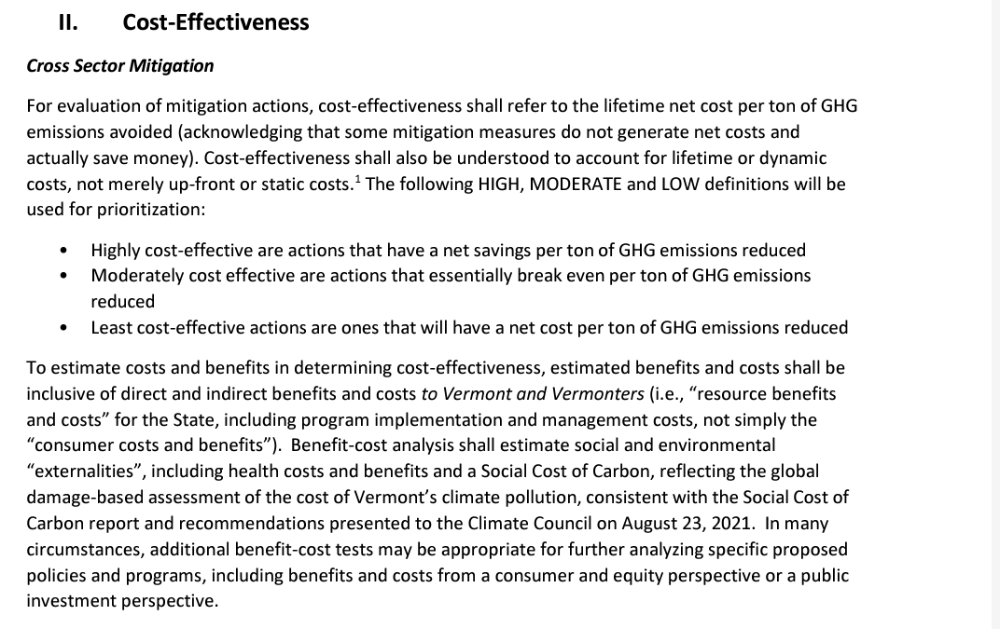 II. Cost-Effectiveness
Cross Sector Mitigation
For evaluation of mitigation actions, cost-effectiveness shall refer to the lifetime net cost per ton of GHG
emissions avoided (acknowledging that some mitigation measures do not generate net costs and
actually save money). Cost-effectiveness shall also be understood to account for lifetime or dynamic
costs, not merely up-front or static costs.¹ The following HIGH, MODERATE and LOW definitions will be
used for prioritization:
• Highly cost-effective are actions that have a net savings per ton of GHG emissions reduced
• Moderately cost effective are actions that essentially break even per ton of GHG emissions
reduced
• Least cost-effective actions are ones that will have a net cost per ton of GHG emissions reduced
To estimate costs and benefits in determining cost-effectiveness, estimated benefits and costs shall be
inclusive of direct and indirect benefits and costs to Vermont and Vermonters (i.e., “resource benefits
and costs” for the State, including program implementation and management costs, not simply the
“consumer costs and benefits”).  Benefit-cost analysis shall estimate social and environmental
“externalities”, including health costs and benefits and a Social Cost of Carbon, reflecting the global
damage-based assessment of the cost of Vermont’s climate pollution, consistent with the Social Cost of
Carbon report and recommendations presented to the Climate Council on August 23, 2021.  In many
circumstances, additional benefit-cost tests may be appropriate for further analyzing specific proposed
policies and programs, including benefits and costs from a consumer and equity perspective or a public
investment perspective.